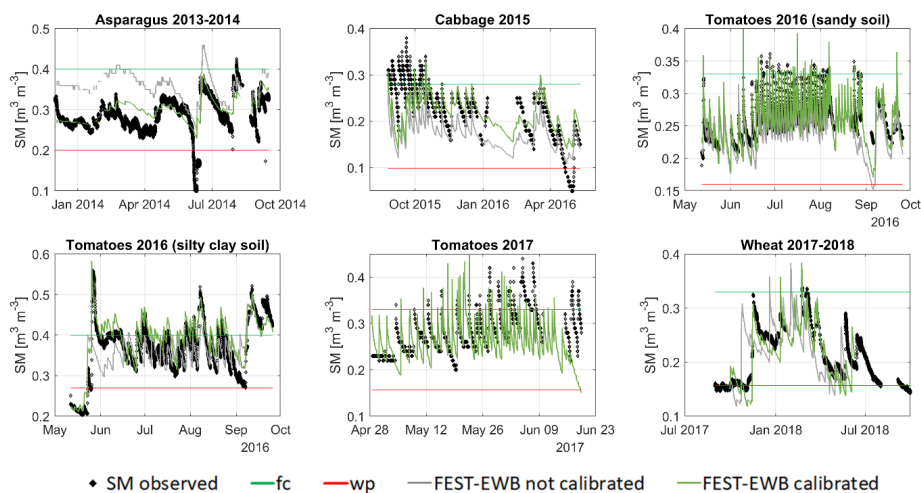 Asparagus 2013-2014
SM [m³ m⁻³]
0.5
0.4
0.3
0.2
0.1
Jan 2014
Apr 2014
Jul 2014
Oct 2014
Cabbage 2015
SM [m³ m⁻³]
0.4
0.3
0.2
0.1
Oct 2015
Jan 2016
Apr 2016
Tomatoes 2016 (sandy soil)
SM [m³ m⁻³]
0.4
0.35
0.3
0.25
0.2
0.15
May
Jun
Jul
Aug
Sep
Oct
2016
Tomatoes 2016 (silty clay soil)
SM [m³ m⁻³]
0.6
0.5
0.4
0.3
0.2
May
Jun
Jul
Aug
Sep
Oct
2016
Tomatoes 2017
SM [m³ m⁻³]
0.4
0.3
0.2
0.1
Apr 28
May 12
May 26
Jun 09
Jun 23
2017
Wheat 2017-2018
SM [m³ m⁻³]
0.4
0.3
0.2
0.1
Jul 2017
Jan 2018
Jul 2018
SM observed
fc
wp
FEST-EWB not calibrated
FEST-EWB calibrated